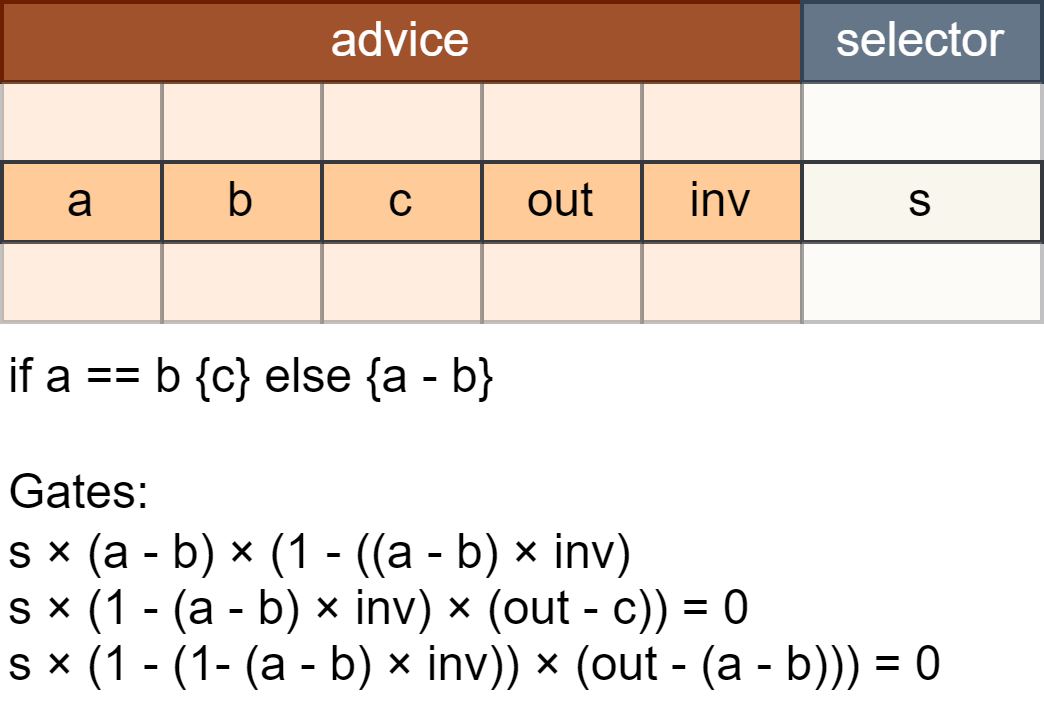 advice selector
a b c out inv s
if a == b {c} else {a - b}
Gates:
s × (a - b) × (1 - ((a - b) × inv)
s × (1 - (a - b) × inv) × (out - c)) = 0
s × (1 - (1- (a - b) × inv)) × (out - (a - b))) = 0